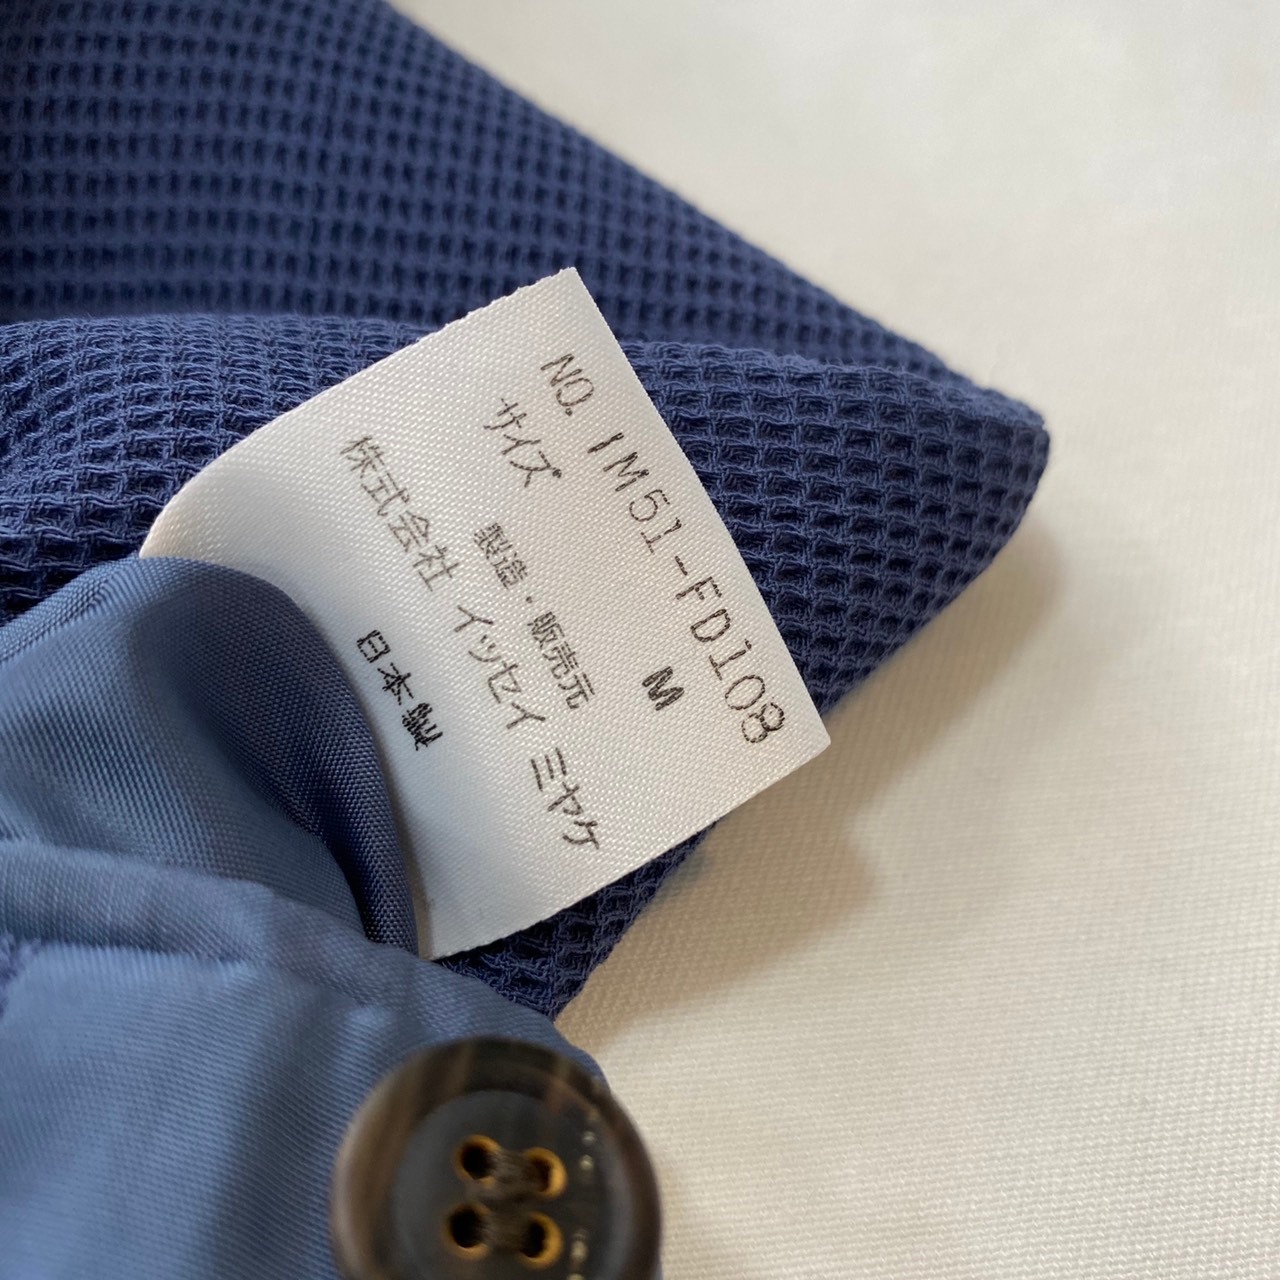 NO. IM51-FD108
サイズ M
製造・販売元
株式会社 イッセイ ミヤケ
日本製